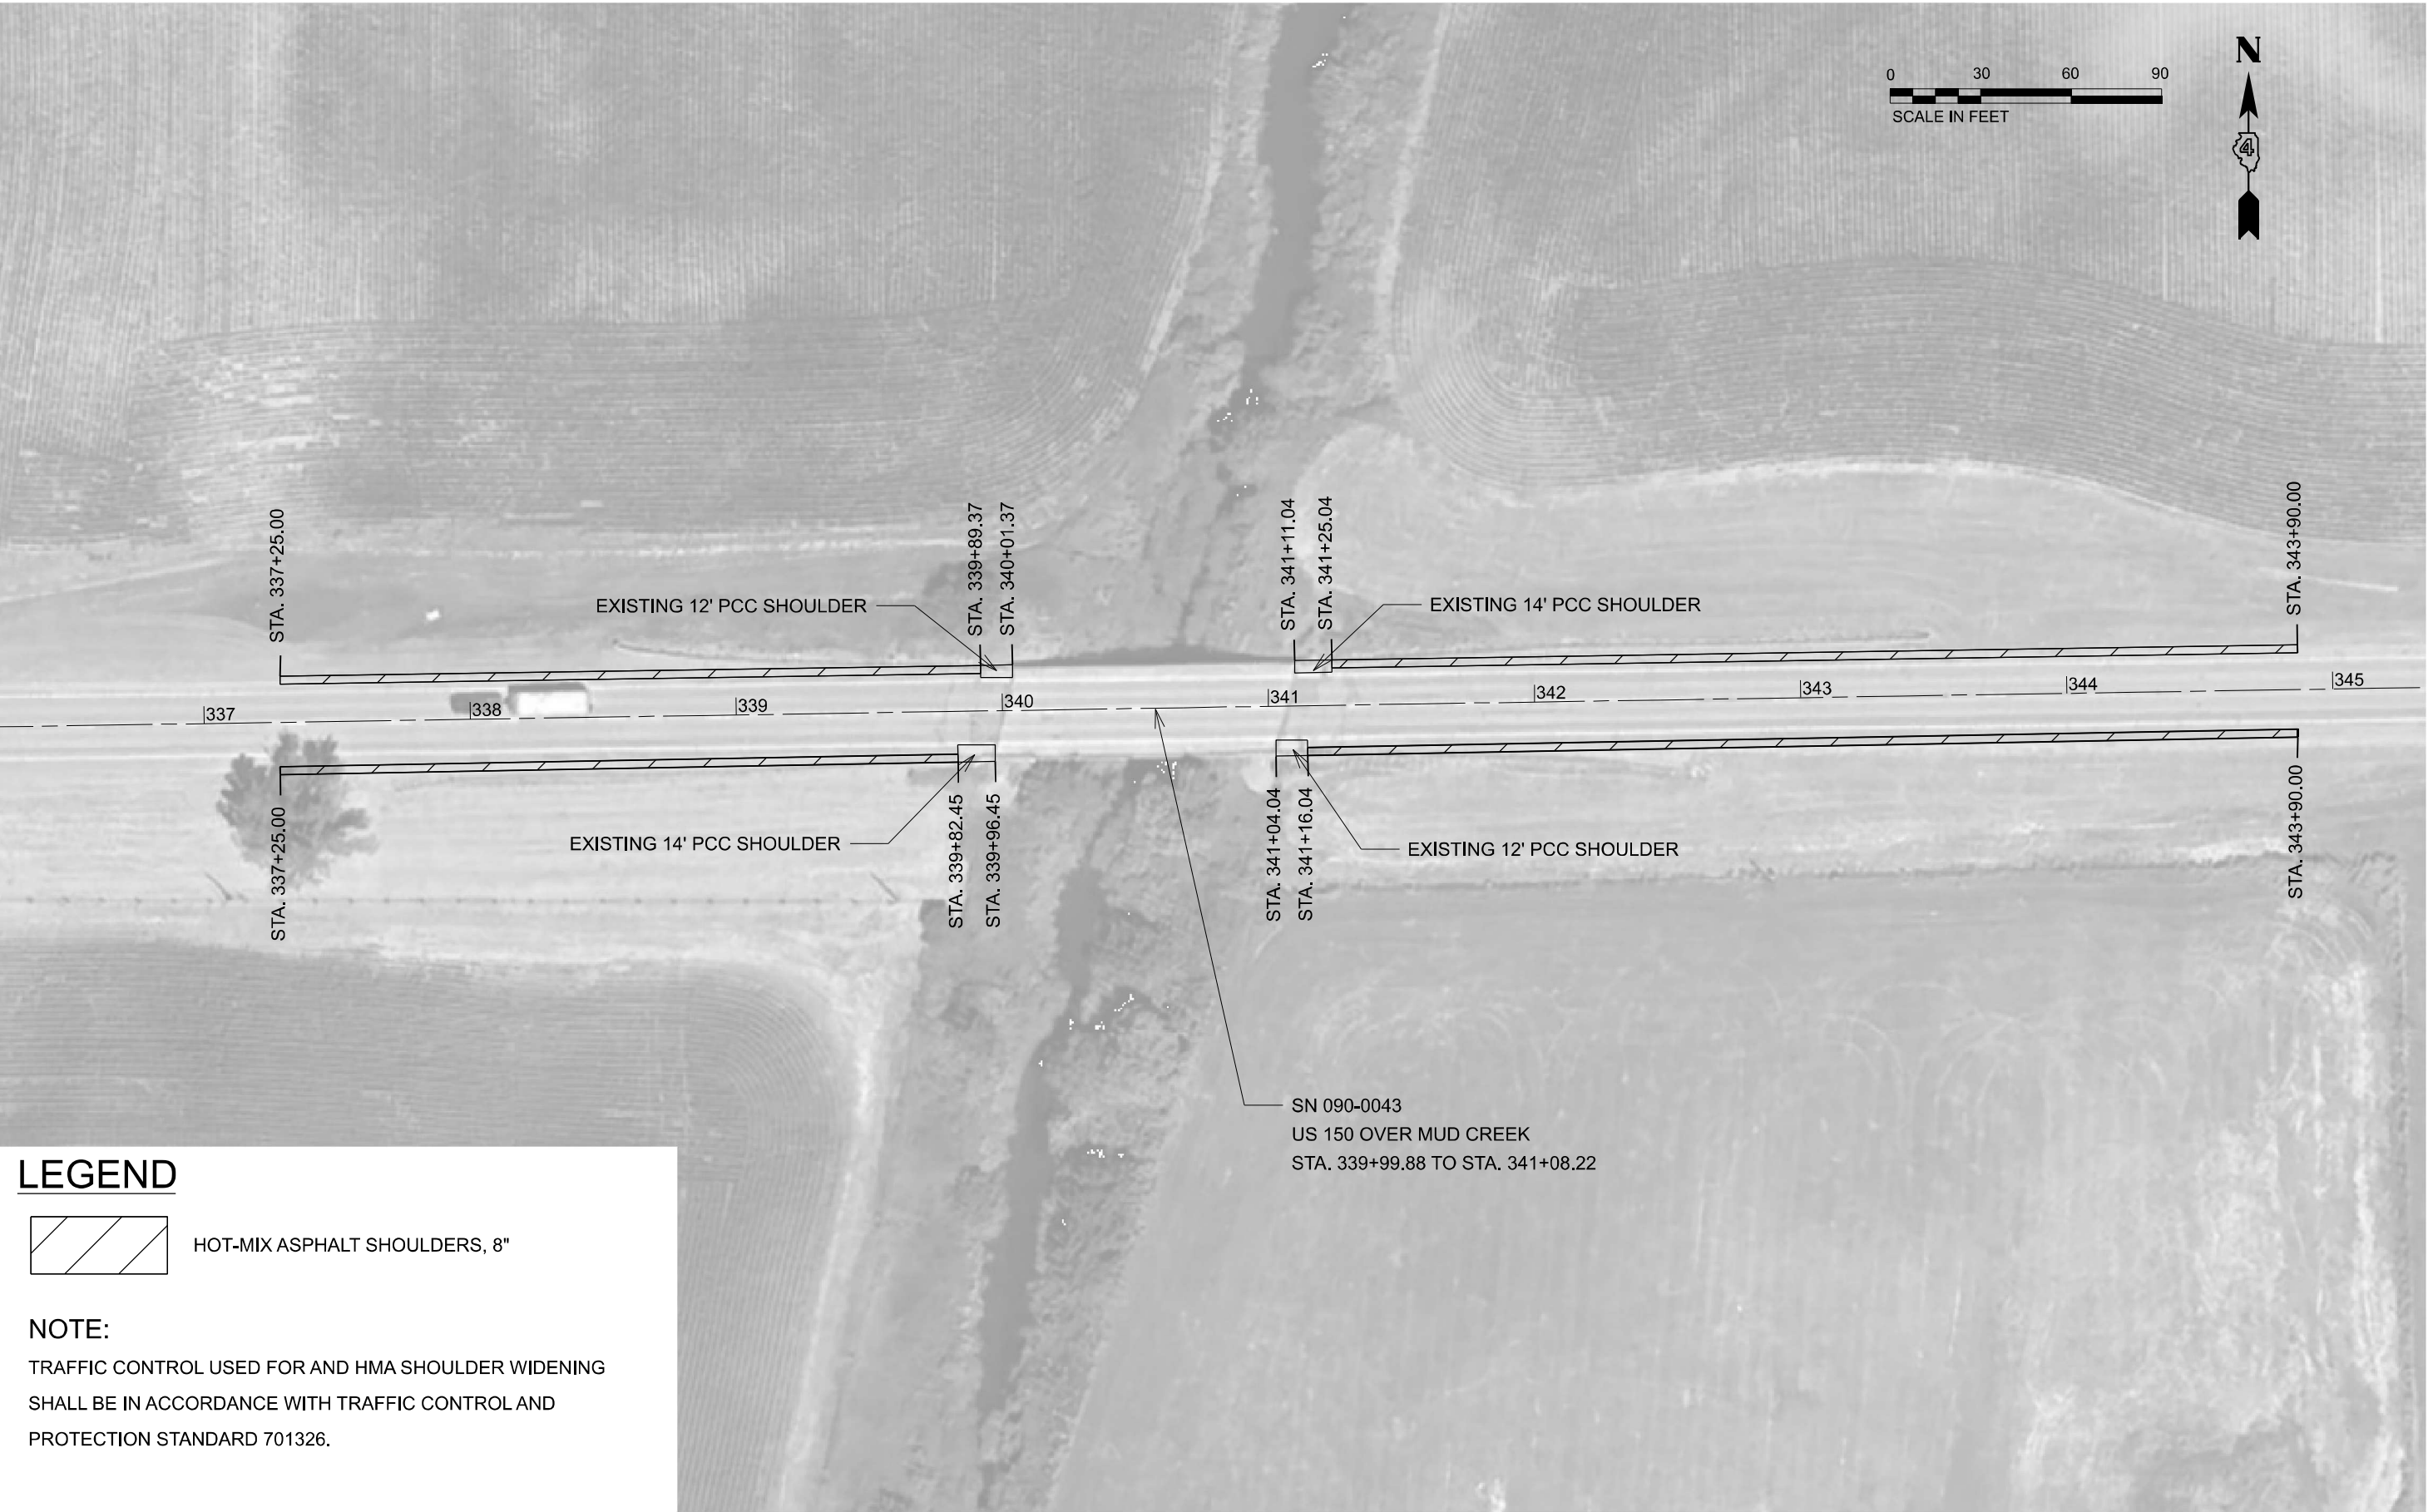 N
0 30 60 90
SCALE IN FEET
4
STA. 337+25.00
STA. 339+89.37
STA. 340+01.37
STA. 341+11.04
STA. 341+25.04
STA. 343+90.00
EXISTING 12' PCC SHOULDER
EXISTING 14' PCC SHOULDER
337
338
339
340
341
342
343
344
345
STA. 337+25.00
EXISTING 14' PCC SHOULDER
STA. 339+82.45
STA. 339+96.45
STA. 341+04.04
STA. 341+16.04
EXISTING 12' PCC SHOULDER
STA. 343+90.00
SN 090-0043
US 150 OVER MUD CREEK
STA. 339+99.88 TO STA. 341+08.22
LEGEND
HOT-MIX ASPHALT SHOULDERS, 8"
NOTE:
TRAFFIC CONTROL USED FOR AND HMA SHOULDER WIDENING
SHALL BE IN ACCORDANCE WITH TRAFFIC CONTROL AND
PROTECTION STANDARD 701326.